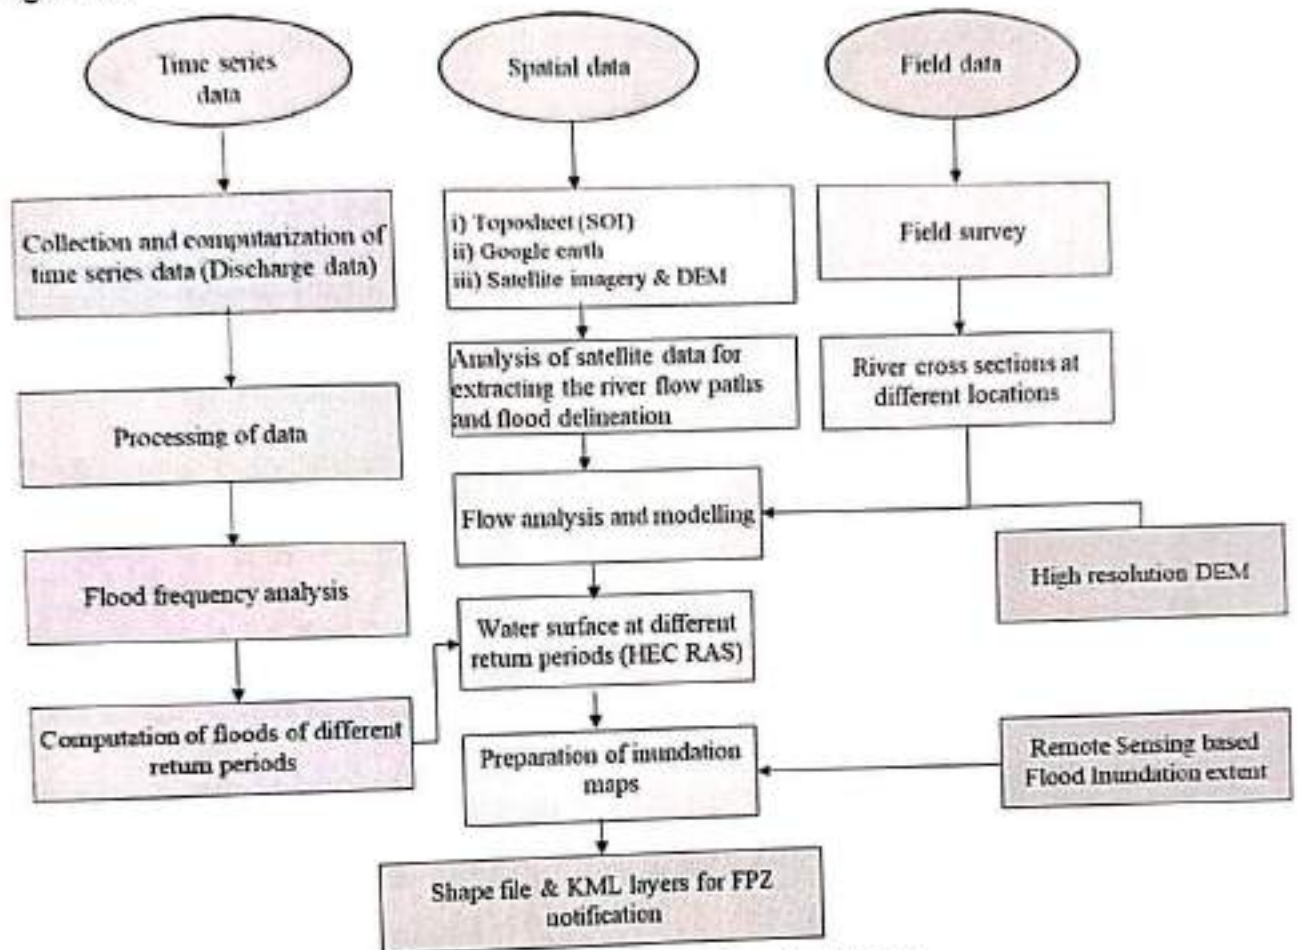 Time series
data
Spatial data
Field data
Collection and computarization of
time series data (Discharge data)
i) Toposheet (SOI)
ii) Google earth
iii) Satellite imagery & DEM
Field survey
Analysis of satellite data for
extracting the river flow paths
and flood delineation
River cross sections at
different locations
Processing of data
Flow analysis and modelling
High resolution DEM
Flood frequency analysis
Water surface at different
return periods (HEC RAS)
Computation of floods of different
return periods
Preparation of inundation
maps
Remote Sensing based
Flood Inundation extent
Shape file & KML layers for FPZ
notification